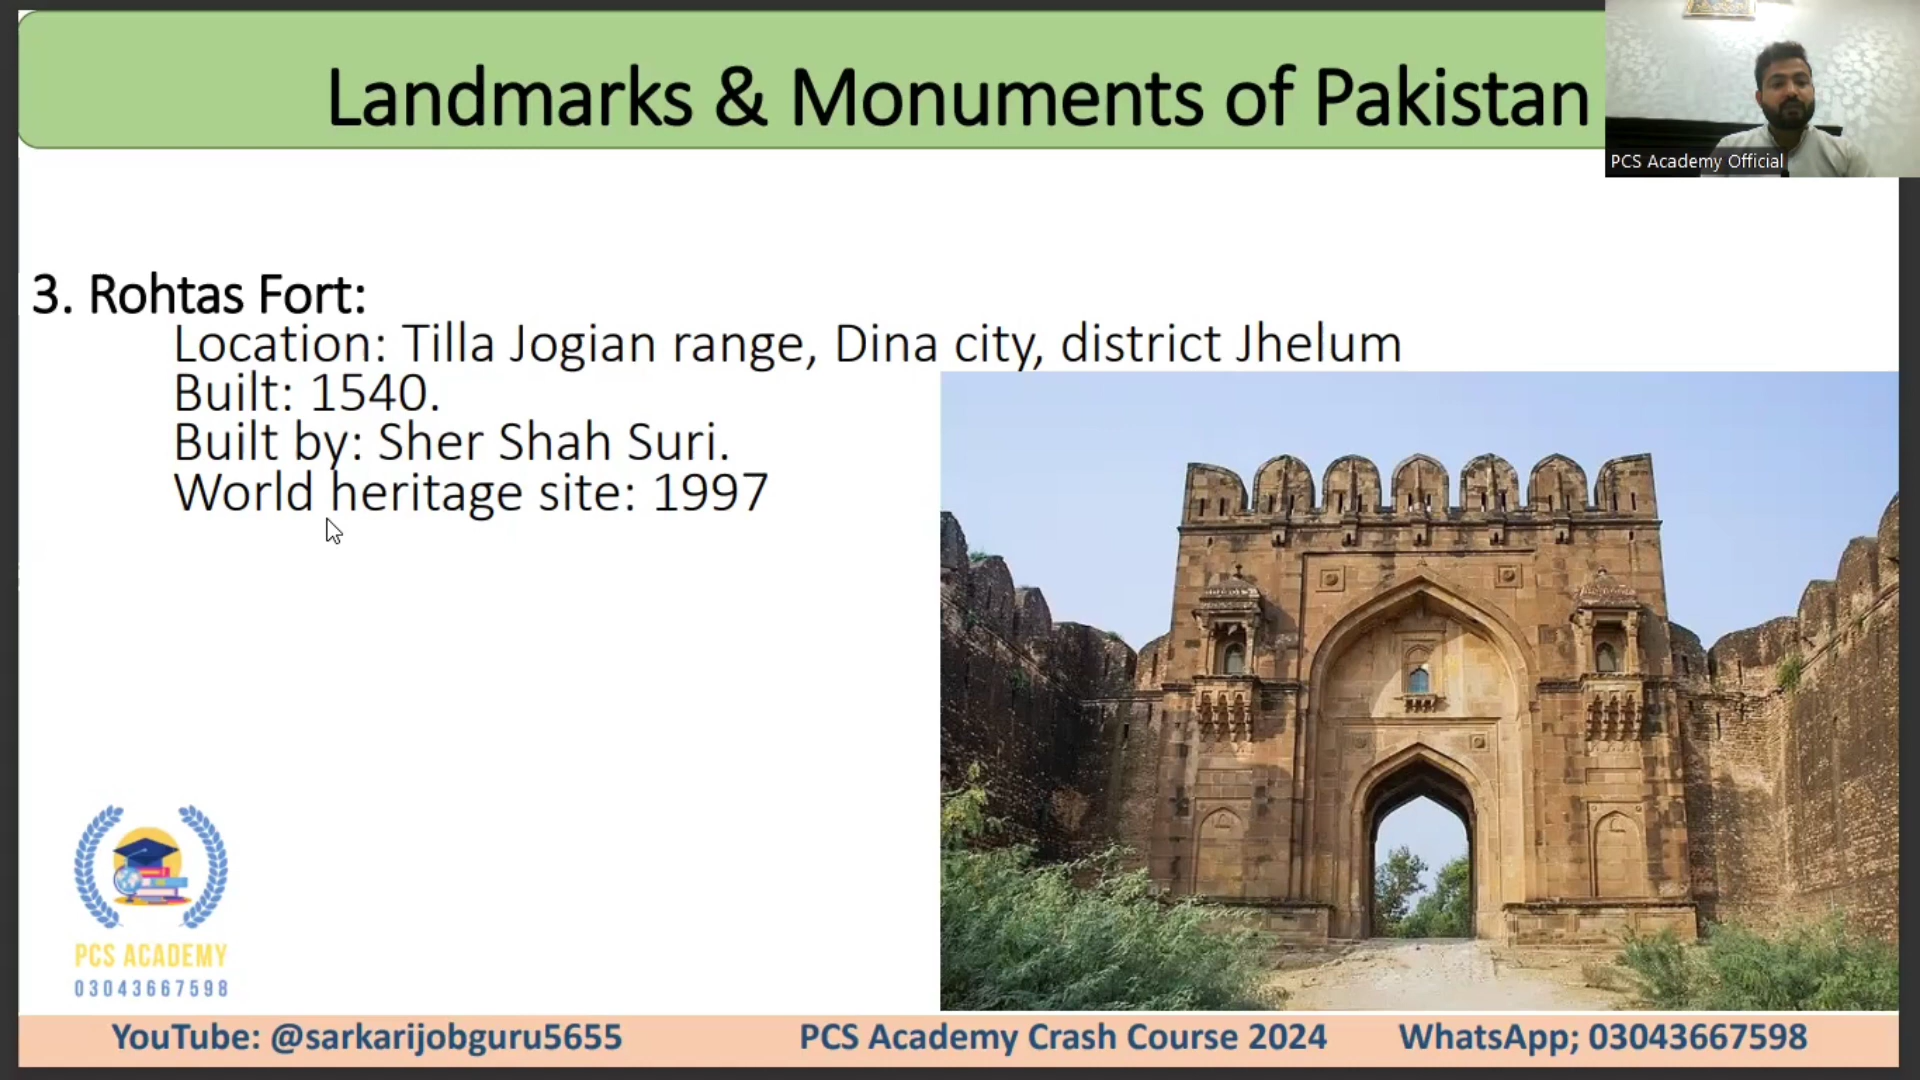 Landmarks & Monuments of Pakistan
PCS Academy Official
3. Rohtas Fort:
Location: Tilla Jogian range, Dina city, district Jhelum
Built: 1540.
Built by: Sher Shah Suri.
World heritage site: 1997
PCS ACADEMY
03043667598
YouTube: @sarkarijobguru5655 PCS Academy Crash Course 2024 WhatsApp; 03043667598